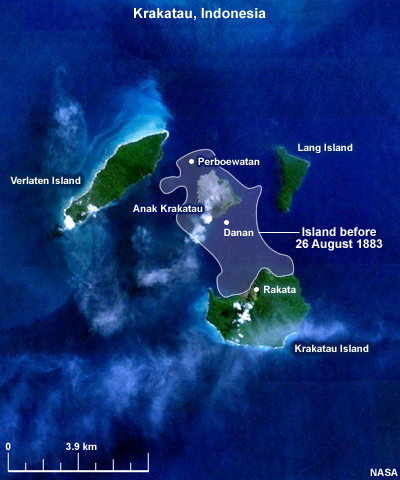 Krakatau, Indonesia
Lang Island
Perboewatan
Verlaten Island
Anak Krakatau
Danan
Island before
26 August 1883
Rakata
Krakatau Island
0 3.9 km
NASA